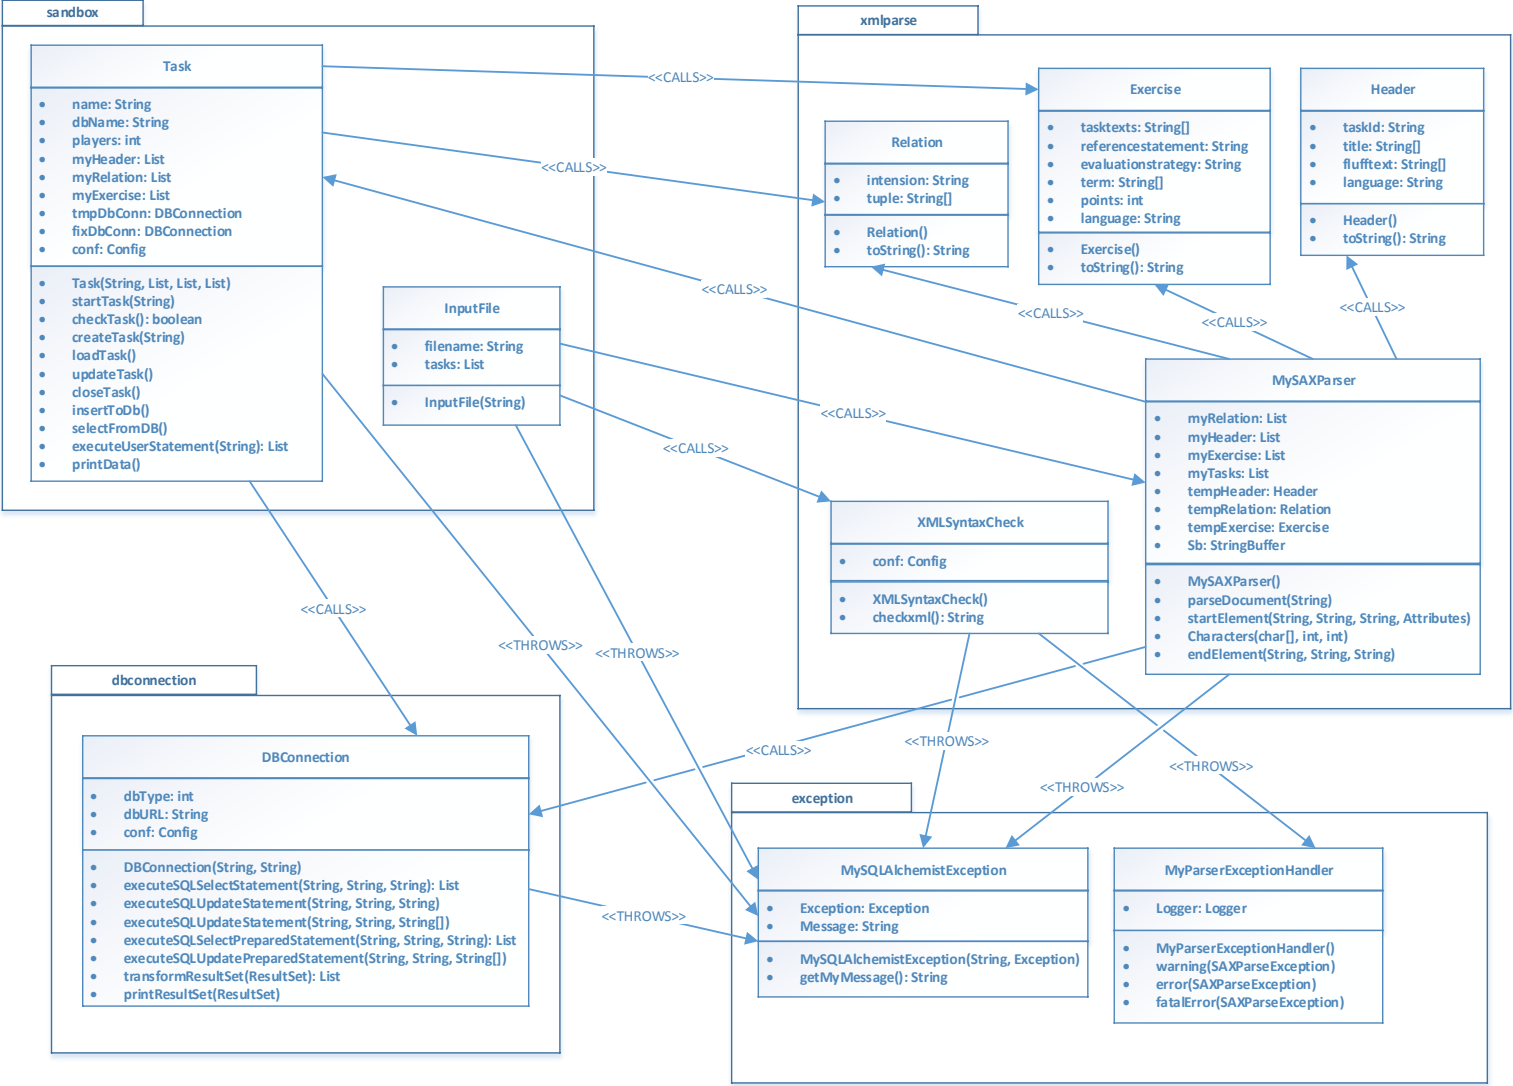 sandbox
Task
name: String
dbName: String
players: int
myHeader: List
myRelation: List
myExercise: List
tmpDbConn: DBConnection
fixDbConn: DBConnection
conf: Config
Task(String, List, List, List)
startTask(String)
checkTask(): boolean
createTask(String)
loadTask()
updateTask()
closeTask()
insertToDb()
selectFromDB()
executeUserStatement(String): List
printData()
InputFile
filename: String
tasks: List
InputFile(String)
xmlparse
Relation
intension: String
tuple: String[]
Relation()
toString(): String
Exercise
tasktexts: String[]
referencestatement: String
evaluationstrategy: String
term: String[]
points: int
language: String
Exercise()
toString(): String
Header
taskId: String
title: String[]
flufftext: String[]
language: String
Header()
toString(): String
MySAXParser
myRelation: List
myHeader: List
myExercise: List
myTasks: List
tempHeader: Header
tempRelation: Relation
tempExercise: Exercise
Sb: StringBuffer
MySAXParser()
parseDocument(String)
startElement(String, String, String, Attributes)
Characters(char[], int, int)
endElement(String, String, String)
XMLSyntaxCheck
conf: Config
XMLSyntaxCheck()
checkxml(): String
<<CALLS>>
<<CALLS>>
<<CALLS>>
<<CALLS>>
<<CALLS>>
<<CALLS>>
<<CALLS>>
<<CALLS>>
<<CALLS>>
<<THROWS>>
<<THROWS>>
<<THROWS>>
<<CALLS>>
<<THROWS>>
<<THROWS>>
<<THROWS>>
dbconnection
DBConnection
dbType: int
dbURL: String
conf: Config
DBConnection(String, String)
executeSQLSelectStatement(String, String, String): List
executeSQLUpdateStatement(String, String, String)
executeSQLUpdateStatement(String, String, String[])
executeSQLSelectPreparedStatement(String, String, String): List
executeSQLUpdatePreparedStatement(String, String, String[])
transformResultSet(ResultSet): List
printResultSet(ResultSet)
exception
MySQLAlchemistException
Exception: Exception
Message: String
MySQLAlchemistException(String, Exception)
getMyMessage(): String
MyParserExceptionHandler
Logger: Logger
MyParserExceptionHandler()
warning(SAXParseException)
error(SAXParseException)
fatalError(SAXParseException)